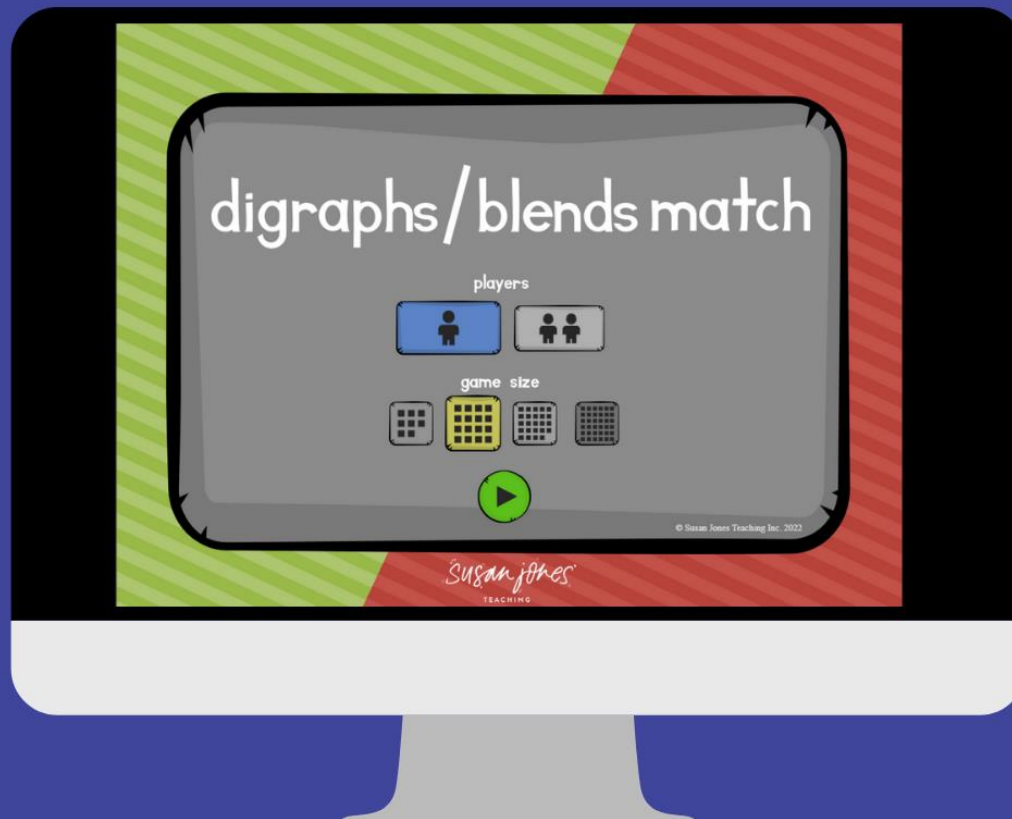 digraphs/blends match
players
game size
© Susan Jones Teaching Inc. 2022
susan jones
TEACHING